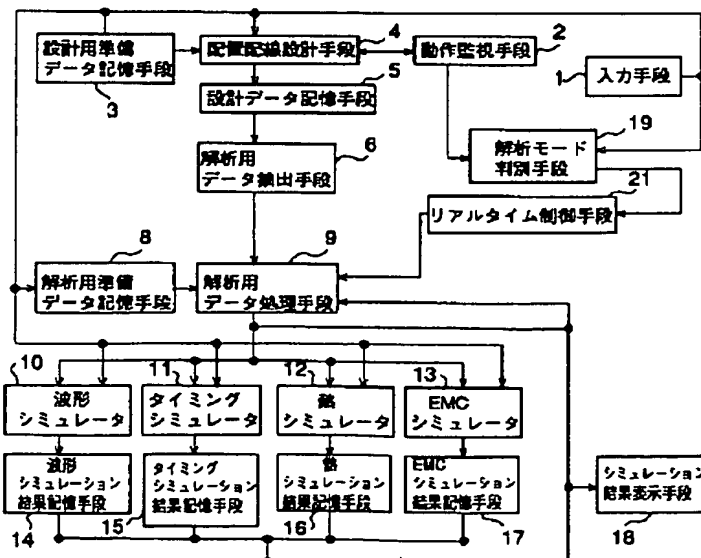 設計用準備
データ記憶手段
3
配置配線設計手段
4
動作監視手段
2
1
入力手段
5
設計データ記憶手段
6
解析用
データ抽出手段
19
解析モード
判別手段
21
リアルタイム制御手段
8
解析用準備
データ記憶手段
9
解析用
データ処理手段
10
波形
シミュレータ
11
タイミング
シミュレータ
12
熱
シミュレータ
13
EMC
シミュレータ
波形
シミュレーション
結果記憶手段
14
タイミング
シミュレーション
結果記憶手段
15
熱
シミュレーション
結果記憶手段
16
EMC
シミュレーション
結果記憶手段
17
シミュレーション
結果表示手段
18